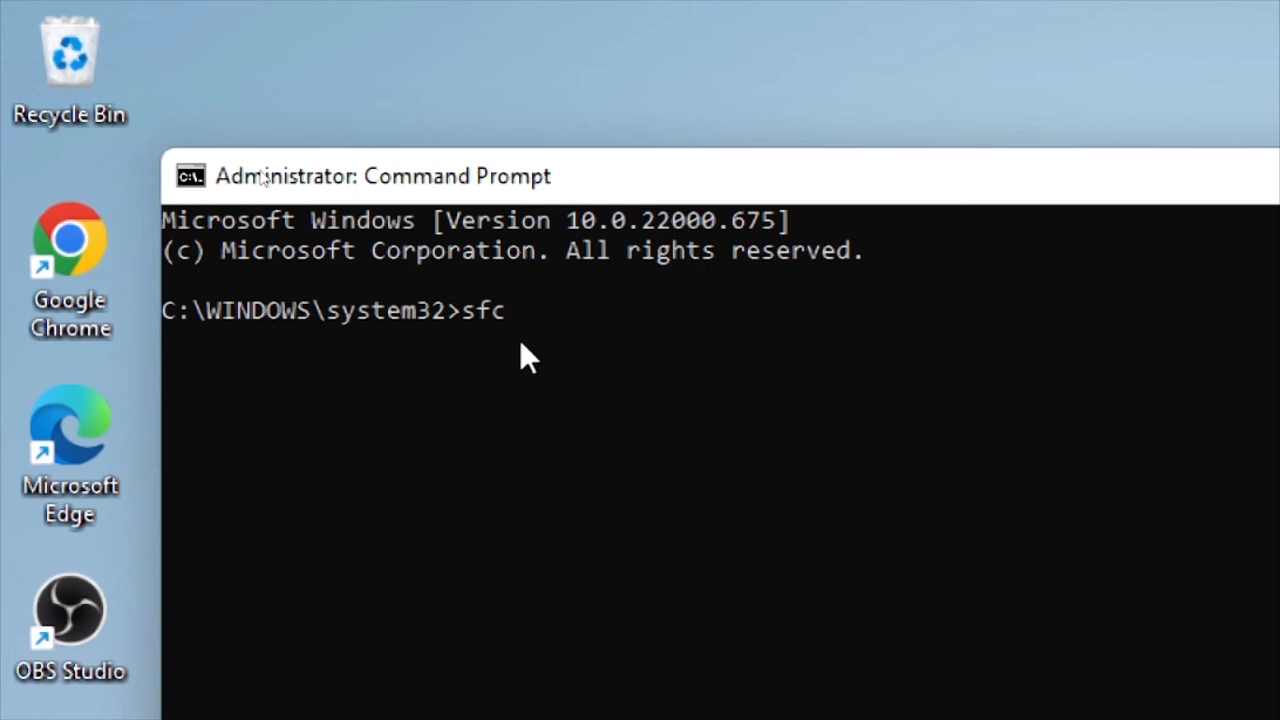 Recycle Bin
Administrator: Command Prompt
Microsoft Windows [Version 10.0.22000.675]
(c) Microsoft Corporation. All rights reserved.
C:\WINDOWS\system32>sfc
Google
Chrome
Microsoft
Edge
OBS Studio